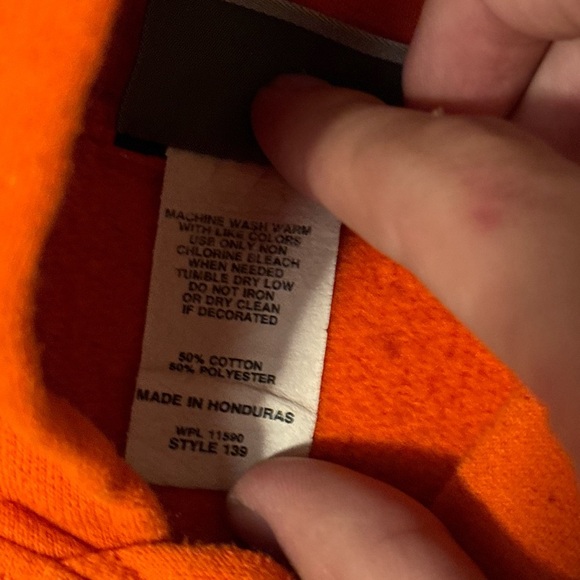 MACHINE WASH WARM
WITH LIKE COLORS
USE ONLY NON
CHLORINE BLEACH
WHEN NEEDED
TUMBLE DRY LOW
DO NOT IRON
OR DRY CLEAN
IF DECORATED
50% COTTON
50% POLYESTER
MADE IN HONDURAS
WPL 11590
STYLE 139